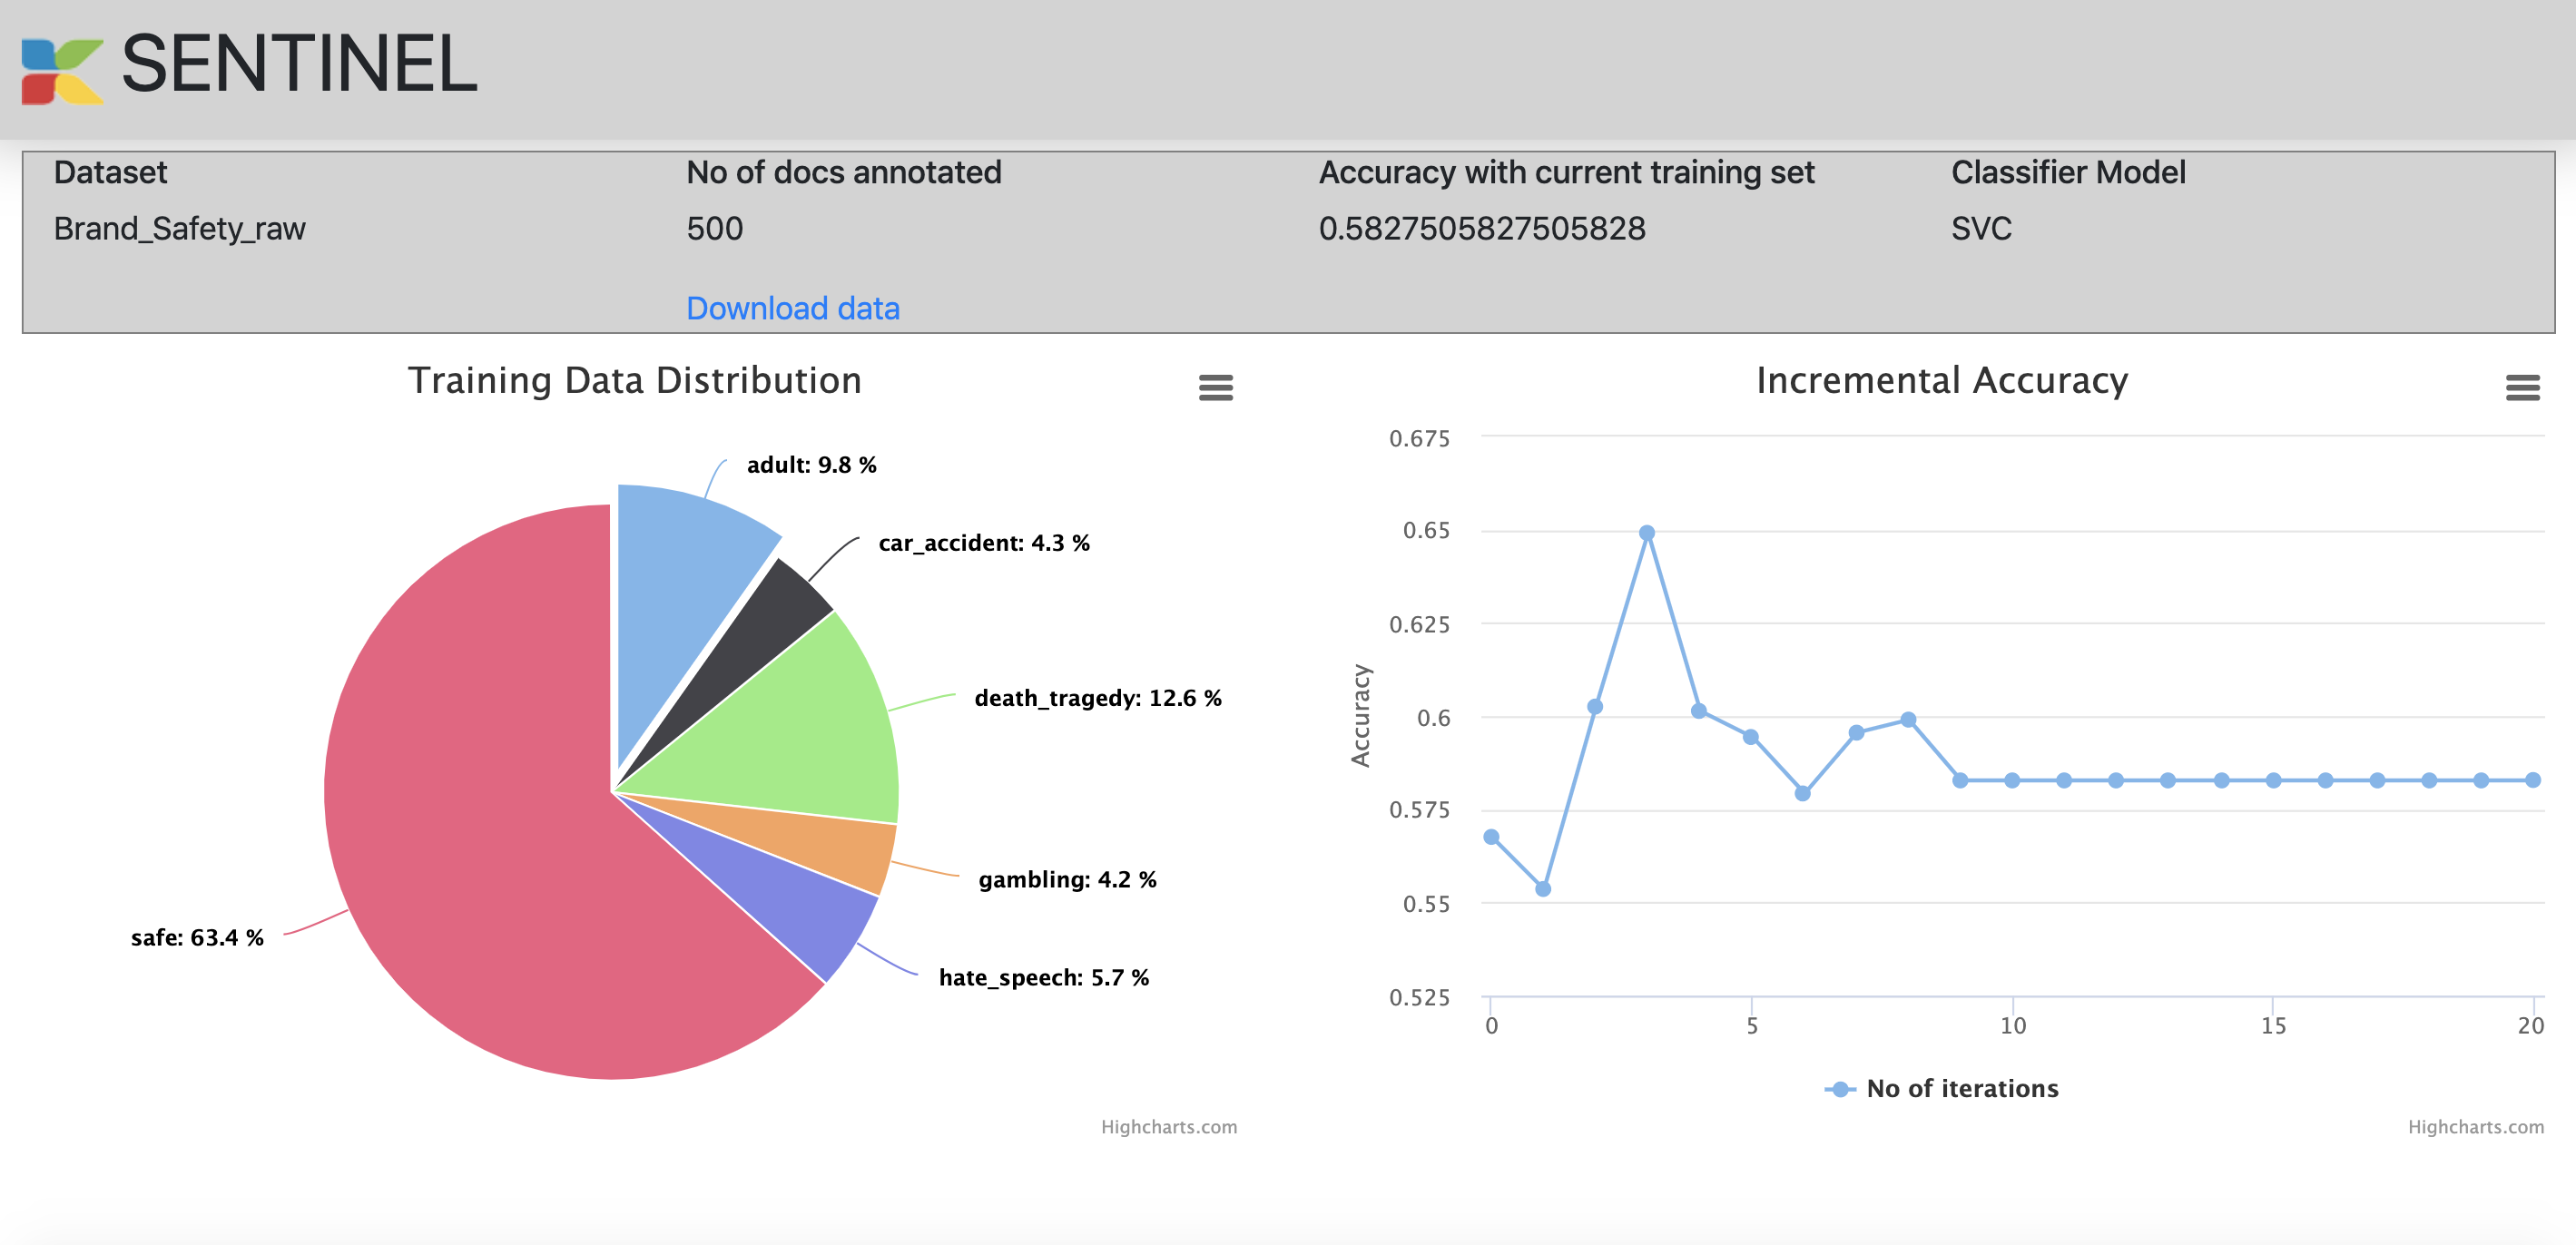 SENTINEL
Dataset
No of docs annotated
Accuracy with current training set
Classifier Model
Brand_Safety_raw
500
0.5827505827505828
SVC
Download data
Training Data Distribution
adult: 9.8 %
car_accident: 4.3 %
death_tragedy: 12.6 %
gambling: 4.2 %
hate_speech: 5.7 %
safe: 63.4 %
Highcharts.com
Incremental Accuracy
Accuracy
0.675
0.65
0.625
0.6
0.575
0.55
0.525
0
5
10
15
20
No of iterations
Highcharts.com